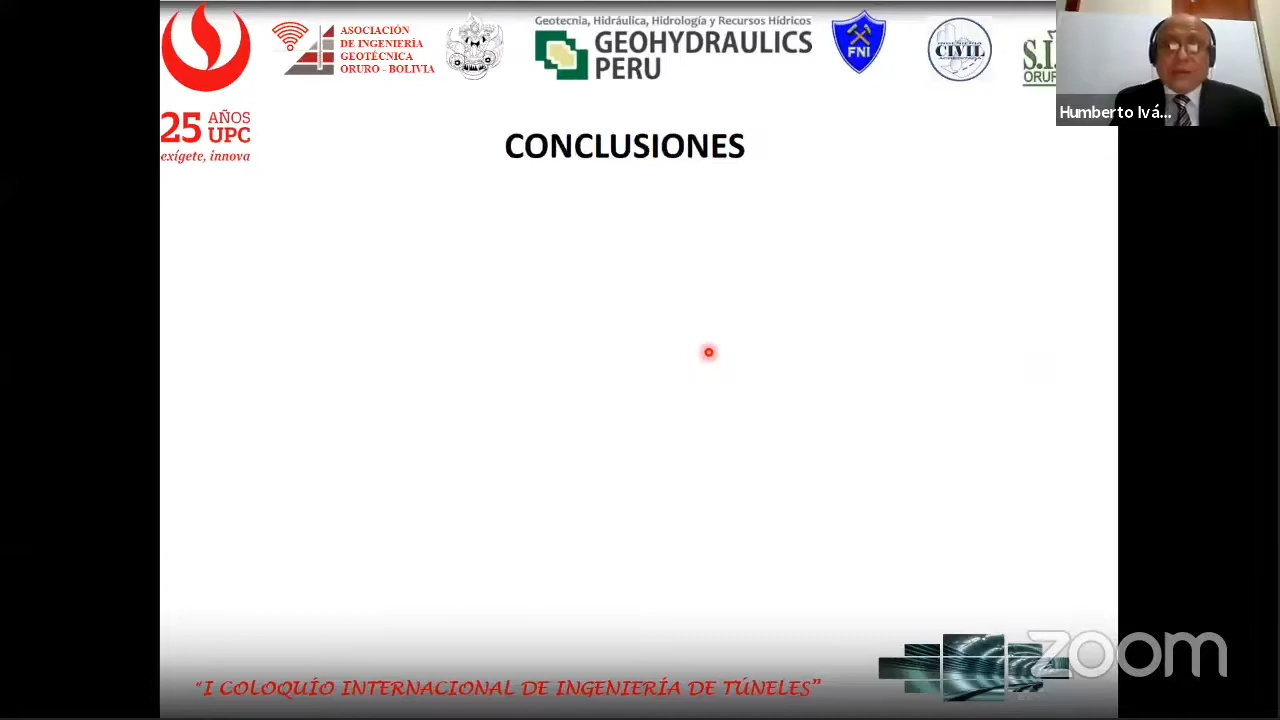 ASOCIACIÓN
DE INGENIERÍA
GEOTÉCNICA
ORURO - BOLIVIA
Geotecnia, Hidráulica, Hidrología y Recursos Hídricos
GEOHYDRAULICS
PERU
FNI
CIVIL
S.I.
ORUR
Humberto Ivá...
25 AÑOS
UPC
exígete, innova
CONCLUSIONES
"I COLOQUÍO INTERNACIONAL DE INGENIERÍA DE TÚNELES"
zoom